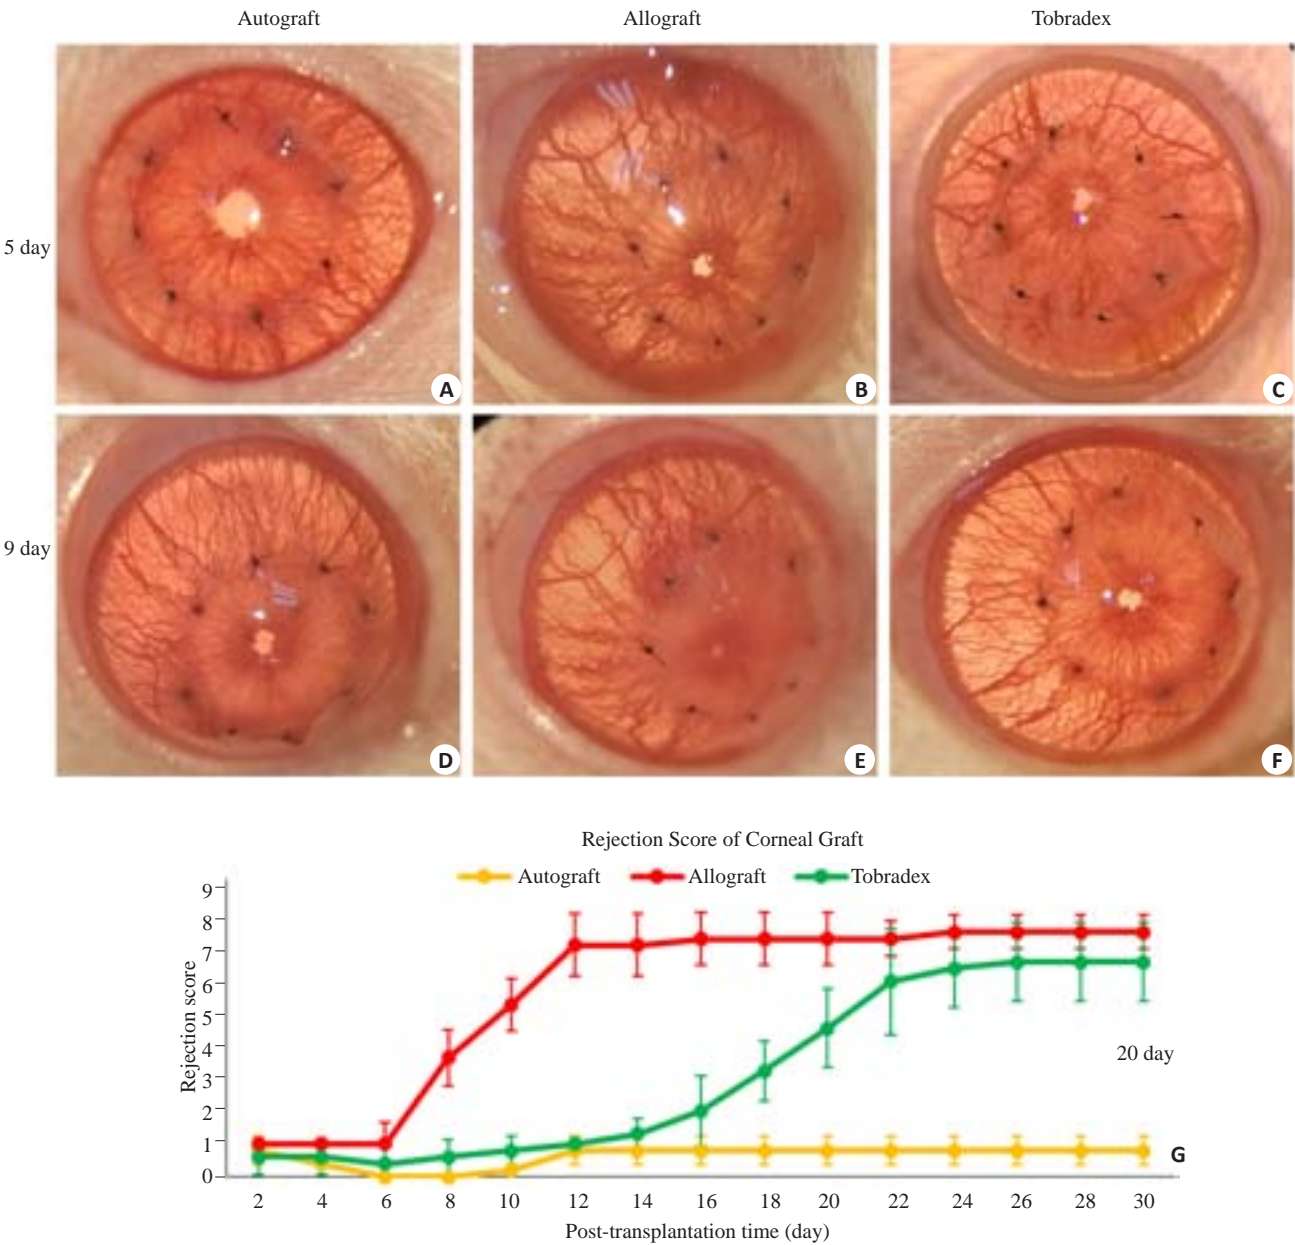 Autograft Allograft Tobradex
5 day
A B C
9 day
D E F
Rejection Score of Corneal Graft
Autograft Allograft Tobradex
Rejection score
9
8
7
6
5
4
3
2
1
0
20 day
G
2 4 6 8 10 12 14 16 18 20 22 24 26 28 30
Post-transplantation time (day)